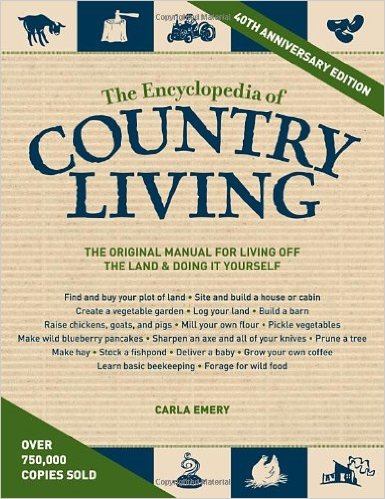 Copyrighted Material
40TH ANNIVERSARY EDITION
The Encyclopedia of
COUNTRY
LIVING
THE ORIGINAL MANUAL FOR LIVING OFF
THE LAND & DOING IT YOURSELF
Find and buy your plot of land • Site and build a house or cabin
Create a vegetable garden • Log your land • Build a barn
Raise chickens, goats, and pigs • Mill your own flour • Pickle vegetables
Make wild blueberry pancakes • Sharpen an axe and all of your knives • Prune a tree
Make hay • Stock a fishpond • Deliver a baby • Grow your own coffee
Learn basic beekeeping • Forage for wild food
CARLA EMERY
OVER
750,000
COPIES SOLD
Copyrighted Material